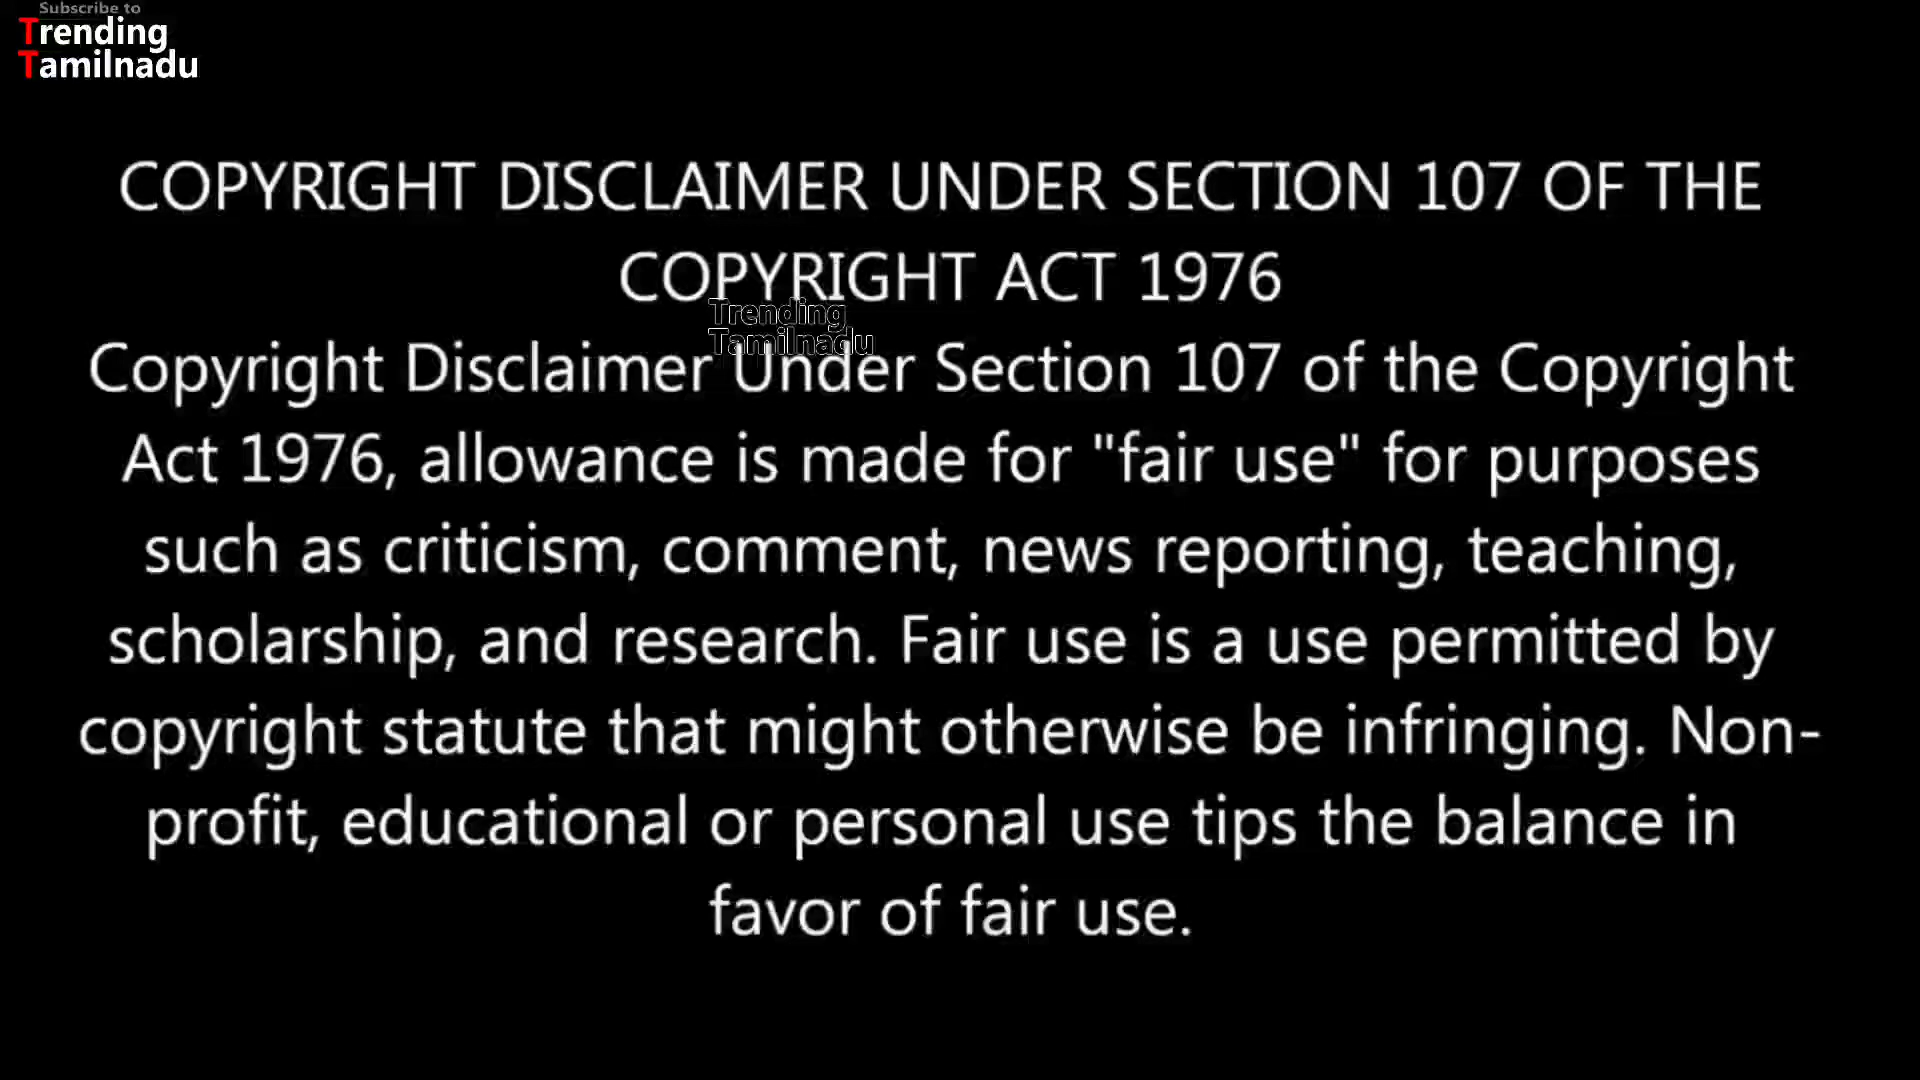 Subscribe to
Trending
Tamilnadu
COPYRIGHT DISCLAIMER UNDER SECTION 107 OF THE
COPYRIGHT ACT 1976
Trending
Tamilnadu
Copyright Disclaimer Under Section 107 of the Copyright
Act 1976, allowance is made for "fair use" for purposes
such as criticism, comment, news reporting, teaching,
scholarship, and research. Fair use is a use permitted by
copyright statute that might otherwise be infringing. Non-
profit, educational or personal use tips the balance in
favor of fair use.